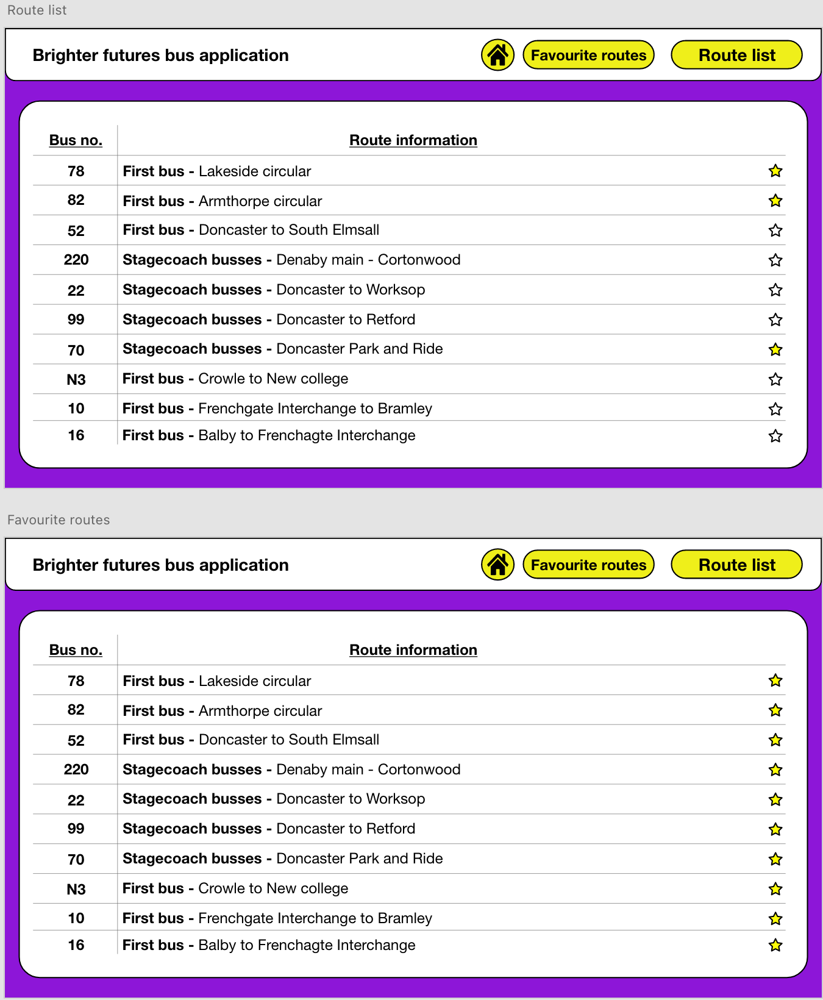 Route list
Brighter futures bus application
Favourite routes
Route list
Bus no.
Route information
78
First bus - Lakeside circular
82
First bus - Armthorpe circular
52
First bus - Doncaster to South Elmsall
220
Stagecoach busses - Denaby main - Cortonwood
22
Stagecoach busses - Doncaster to Worksop
99
Stagecoach busses - Doncaster to Retford
70
Stagecoach busses - Doncaster Park and Ride
N3
First bus - Crowle to New college
10
First bus - Frenchgate Interchange to Bramley
16
First bus - Balby to Frenchagte Interchange
Favourite routes
Brighter futures bus application
Favourite routes
Route list
Bus no.
Route information
78
First bus - Lakeside circular
82
First bus - Armthorpe circular
52
First bus - Doncaster to South Elmsall
220
Stagecoach busses - Denaby main - Cortonwood
22
Stagecoach busses - Doncaster to Worksop
99
Stagecoach busses - Doncaster to Retford
70
Stagecoach busses - Doncaster Park and Ride
N3
First bus - Crowle to New college
10
First bus - Frenchgate Interchange to Bramley
16
First bus - Balby to Frenchagte Interchange